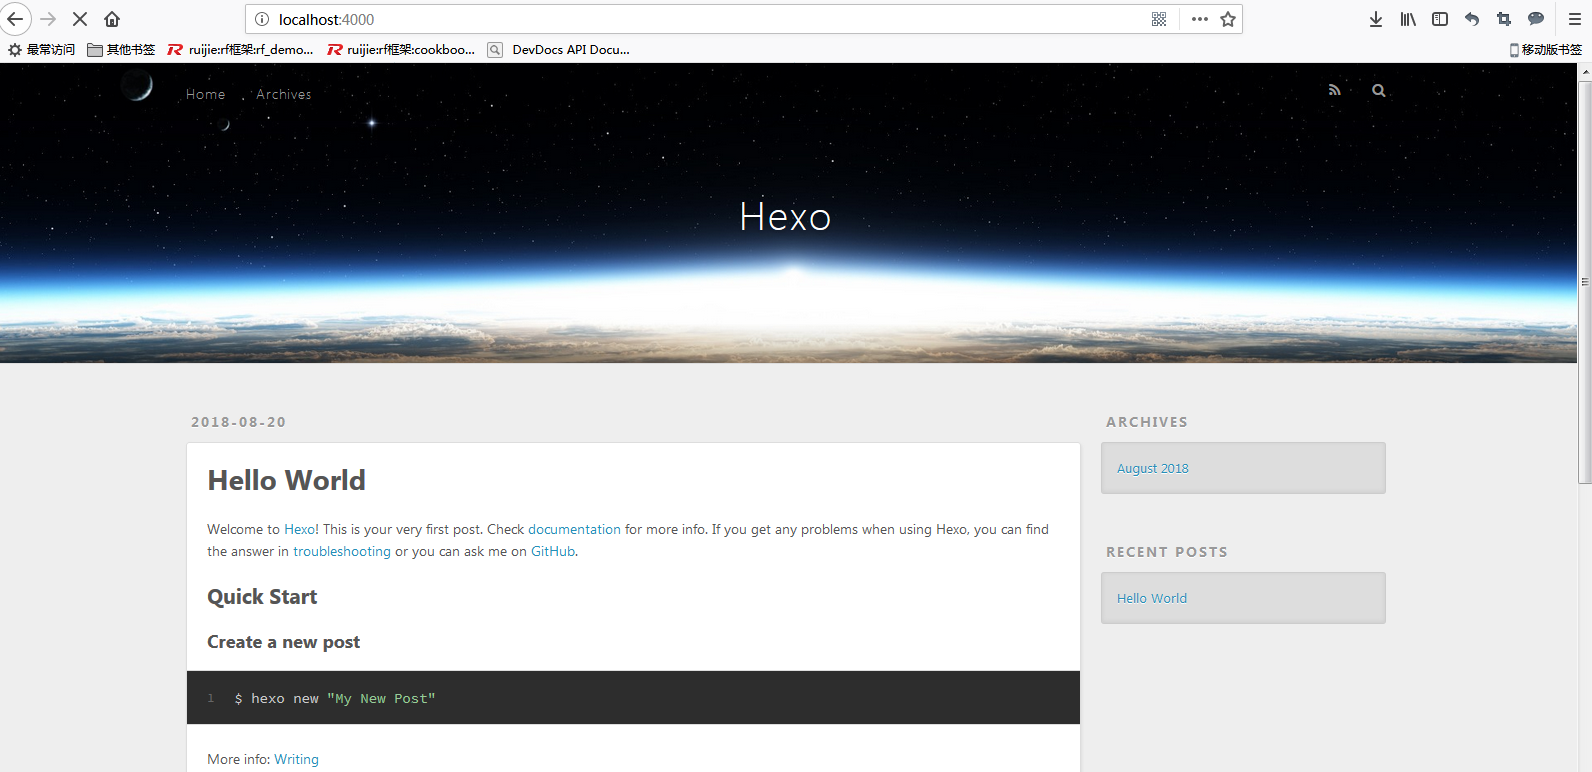 localhost:4000
最常访问 其他书签 ruijie:rf框架:rf_demo... ruijie:rf框架:cookboo... DevDocs API Docu... 移动版书签
Home Archives
Hexo
2018-08-20
Hello World
Welcome to Hexo! This is your very first post. Check documentation for more info. If you get any problems when using Hexo, you can find
the answer in troubleshooting or you can ask me on GitHub.
Quick Start
Create a new post
1 $ hexo new "My New Post"
More info: Writing
ARCHIVES
August 2018
RECENT POSTS
Hello World